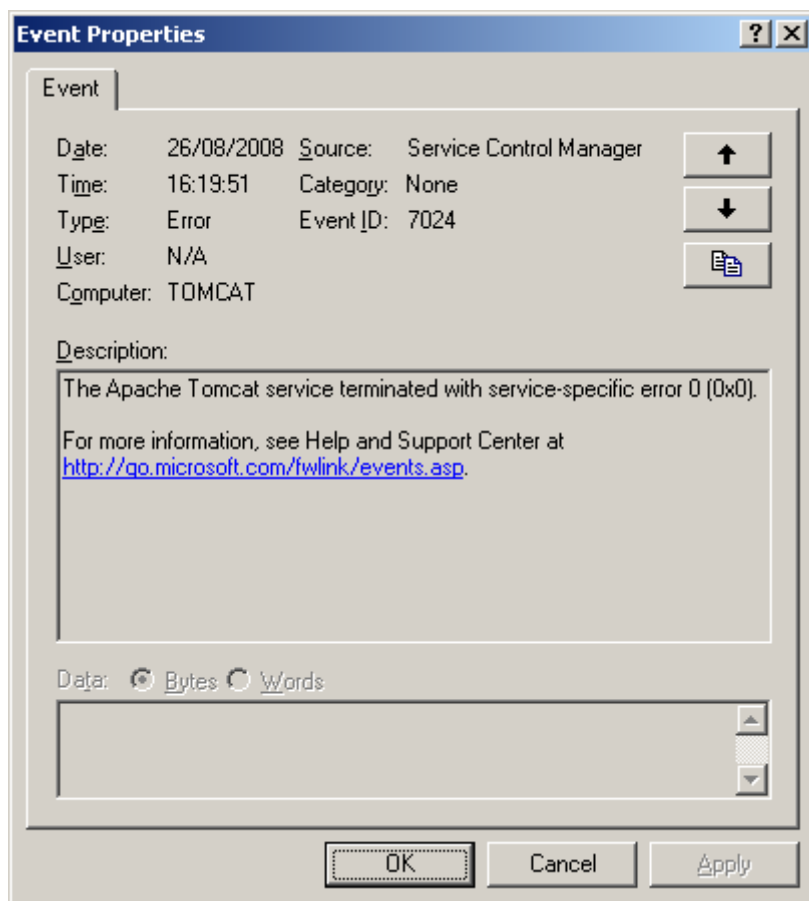 Event Properties
Event
Date: 26/08/2008 Source: Service Control Manager
Time: 16:19:51 Category: None
Type: Error Event ID: 7024
User: N/A
Computer: TOMCAT
Description:
The Apache Tomcat service terminated with service-specific error 0 (0x0).
For more information, see Help and Support Center at
http://go.microsoft.com/fwlink/events.asp.
Data: Bytes Words
OK Cancel Apply